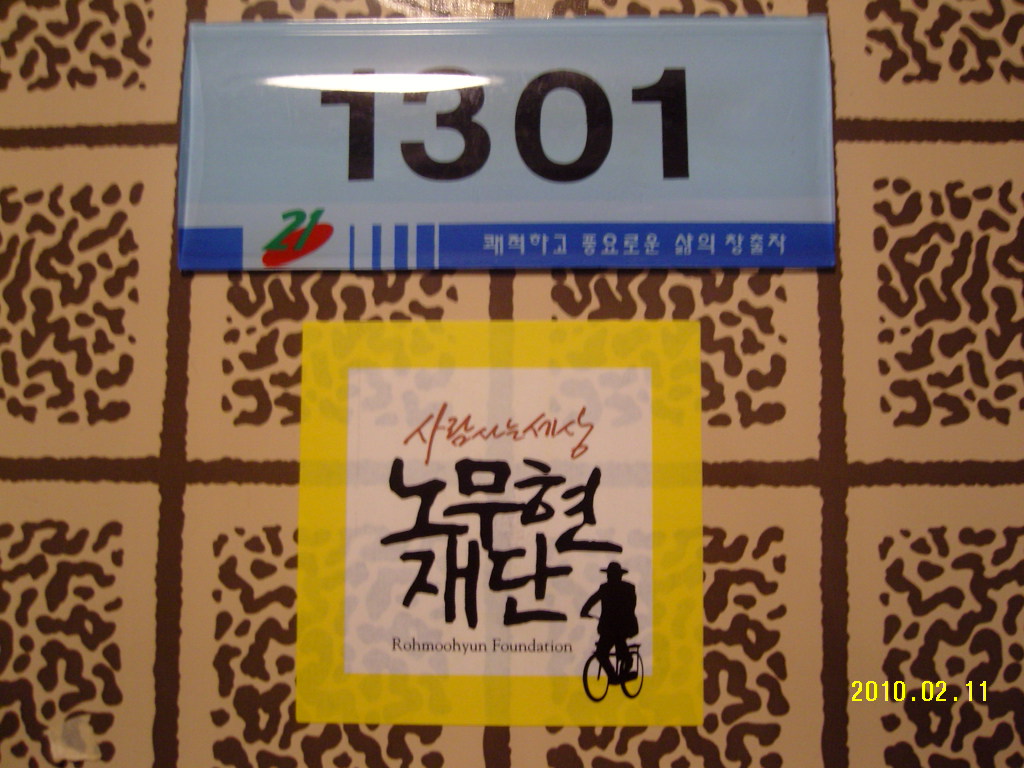 1301
21
쾌적하고 풍요로운 삶의 창출자
사람사는세상
노무현
재단
Rohmoohyun Foundation
2010.02.11